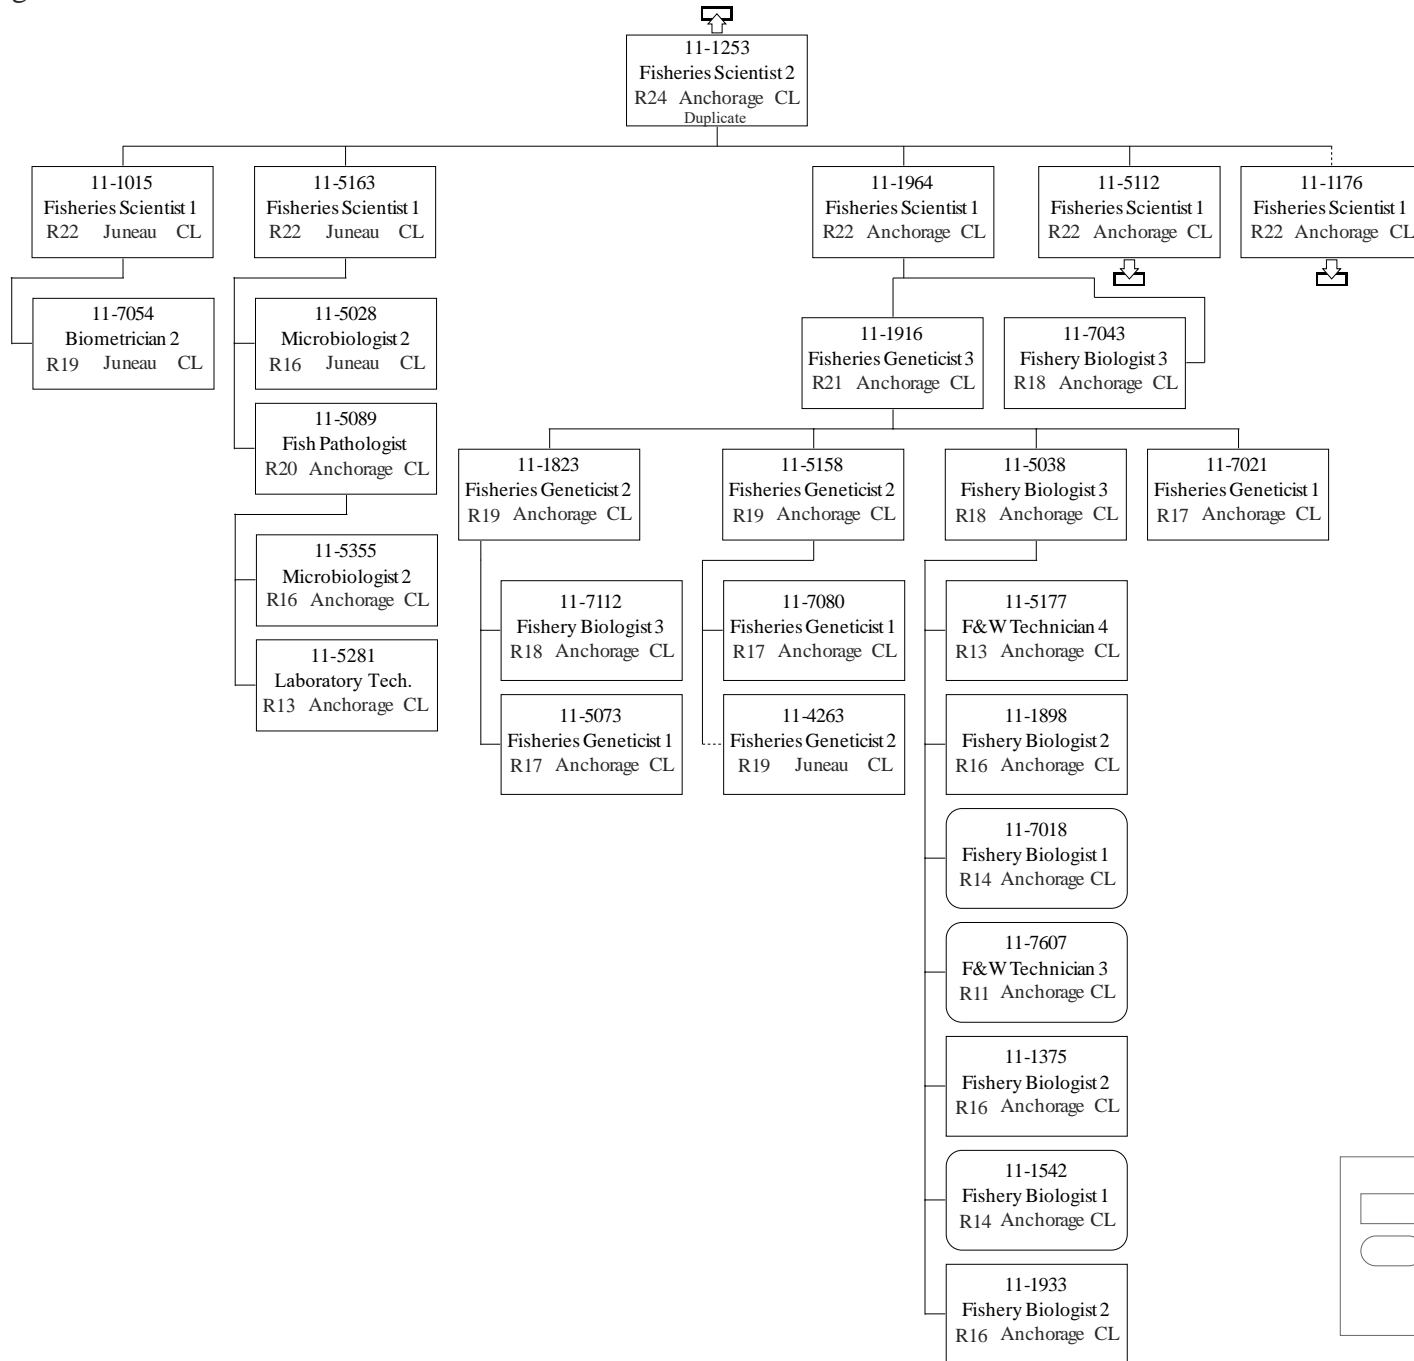 11-1253
Fisheries Scientist 2
R24 Anchorage CL
Duplicate
11-1015
Fisheries Scientist 1
R22 Juneau CL
11-5163
Fisheries Scientist 1
R22 Juneau CL
11-1964
Fisheries Scientist 1
R22 Anchorage CL
11-5112
Fisheries Scientist 1
R22 Anchorage CL
11-1176
Fisheries Scientist 1
R22 Anchorage CL
11-7054
Biometrician 2
R19 Juneau CL
11-5028
Microbiologist 2
R16 Juneau CL
11-5089
Fish Pathologist
R20 Anchorage CL
11-5355
Microbiologist 2
R16 Anchorage CL
11-5281
Laboratory Tech.
R13 Anchorage CL
11-1916
Fisheries Geneticist 3
R21 Anchorage CL
11-7043
Fishery Biologist 3
R18 Anchorage CL
11-1823
Fisheries Geneticist 2
R19 Anchorage CL
11-5158
Fisheries Geneticist 2
R19 Anchorage CL
11-5038
Fishery Biologist 3
R18 Anchorage CL
11-7021
Fisheries Geneticist 1
R17 Anchorage CL
11-7112
Fishery Biologist 3
R18 Anchorage CL
11-5073
Fisheries Geneticist 1
R17 Anchorage CL
11-7080
Fisheries Geneticist 1
R17 Anchorage CL
11-4263
Fisheries Geneticist 2
R19 Juneau CL
11-5177
F&W Technician 4
R13 Anchorage CL
11-1898
Fishery Biologist 2
R16 Anchorage CL
11-7018
Fishery Biologist 1
R14 Anchorage CL
11-7607
F&W Technician 3
R11 Anchorage CL
11-1375
Fishery Biologist 2
R16 Anchorage CL
11-1542
Fishery Biologist 1
R14 Anchorage CL
11-1933
Fishery Biologist 2
R16 Anchorage CL